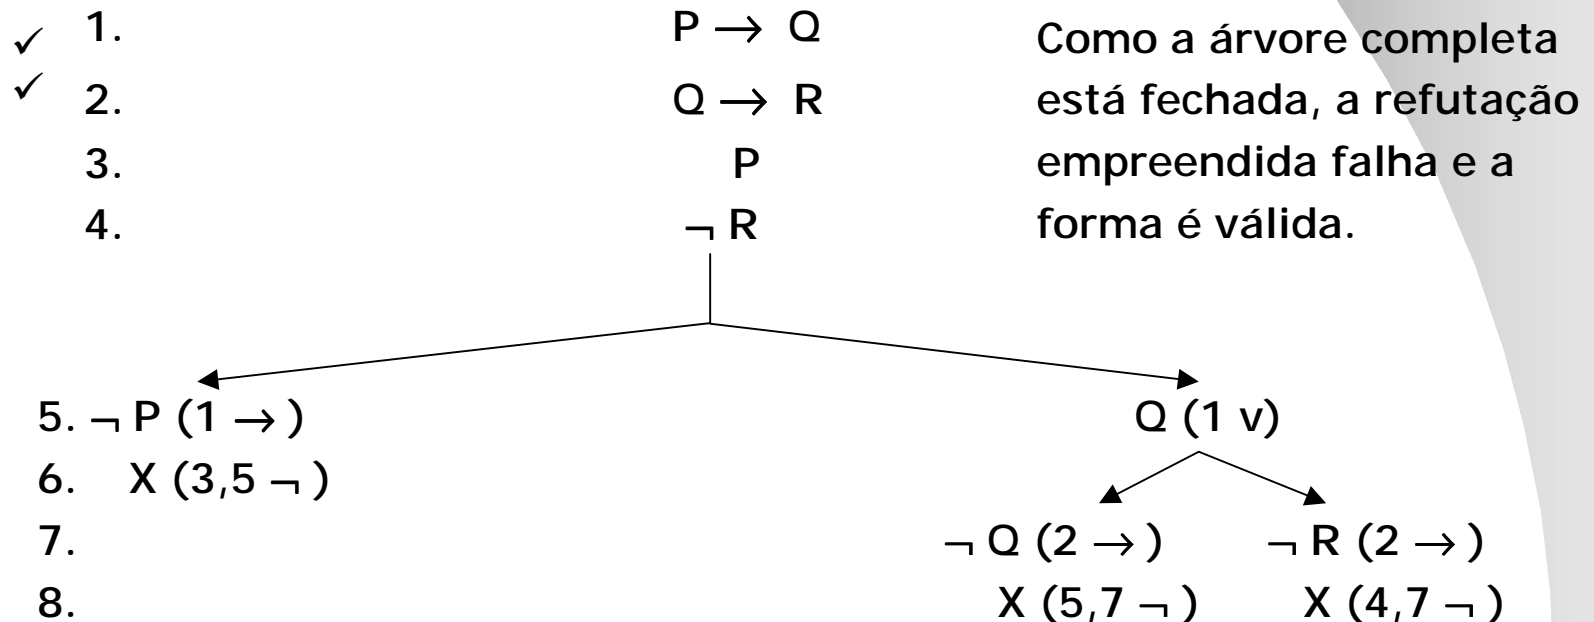 ✓ 1. P → Q
✓ 2. Q → R
3. P
4. ¬ R
Como a árvore completa
está fechada, a refutação
empreendida falha e a
forma é válida.
5. ¬ P (1 → ) Q (1 v)
6. X (3,5 ¬ )
7. ¬ Q (2 → ) ¬ R (2 → )
8. X (5,7 ¬ ) X (4,7 ¬ )